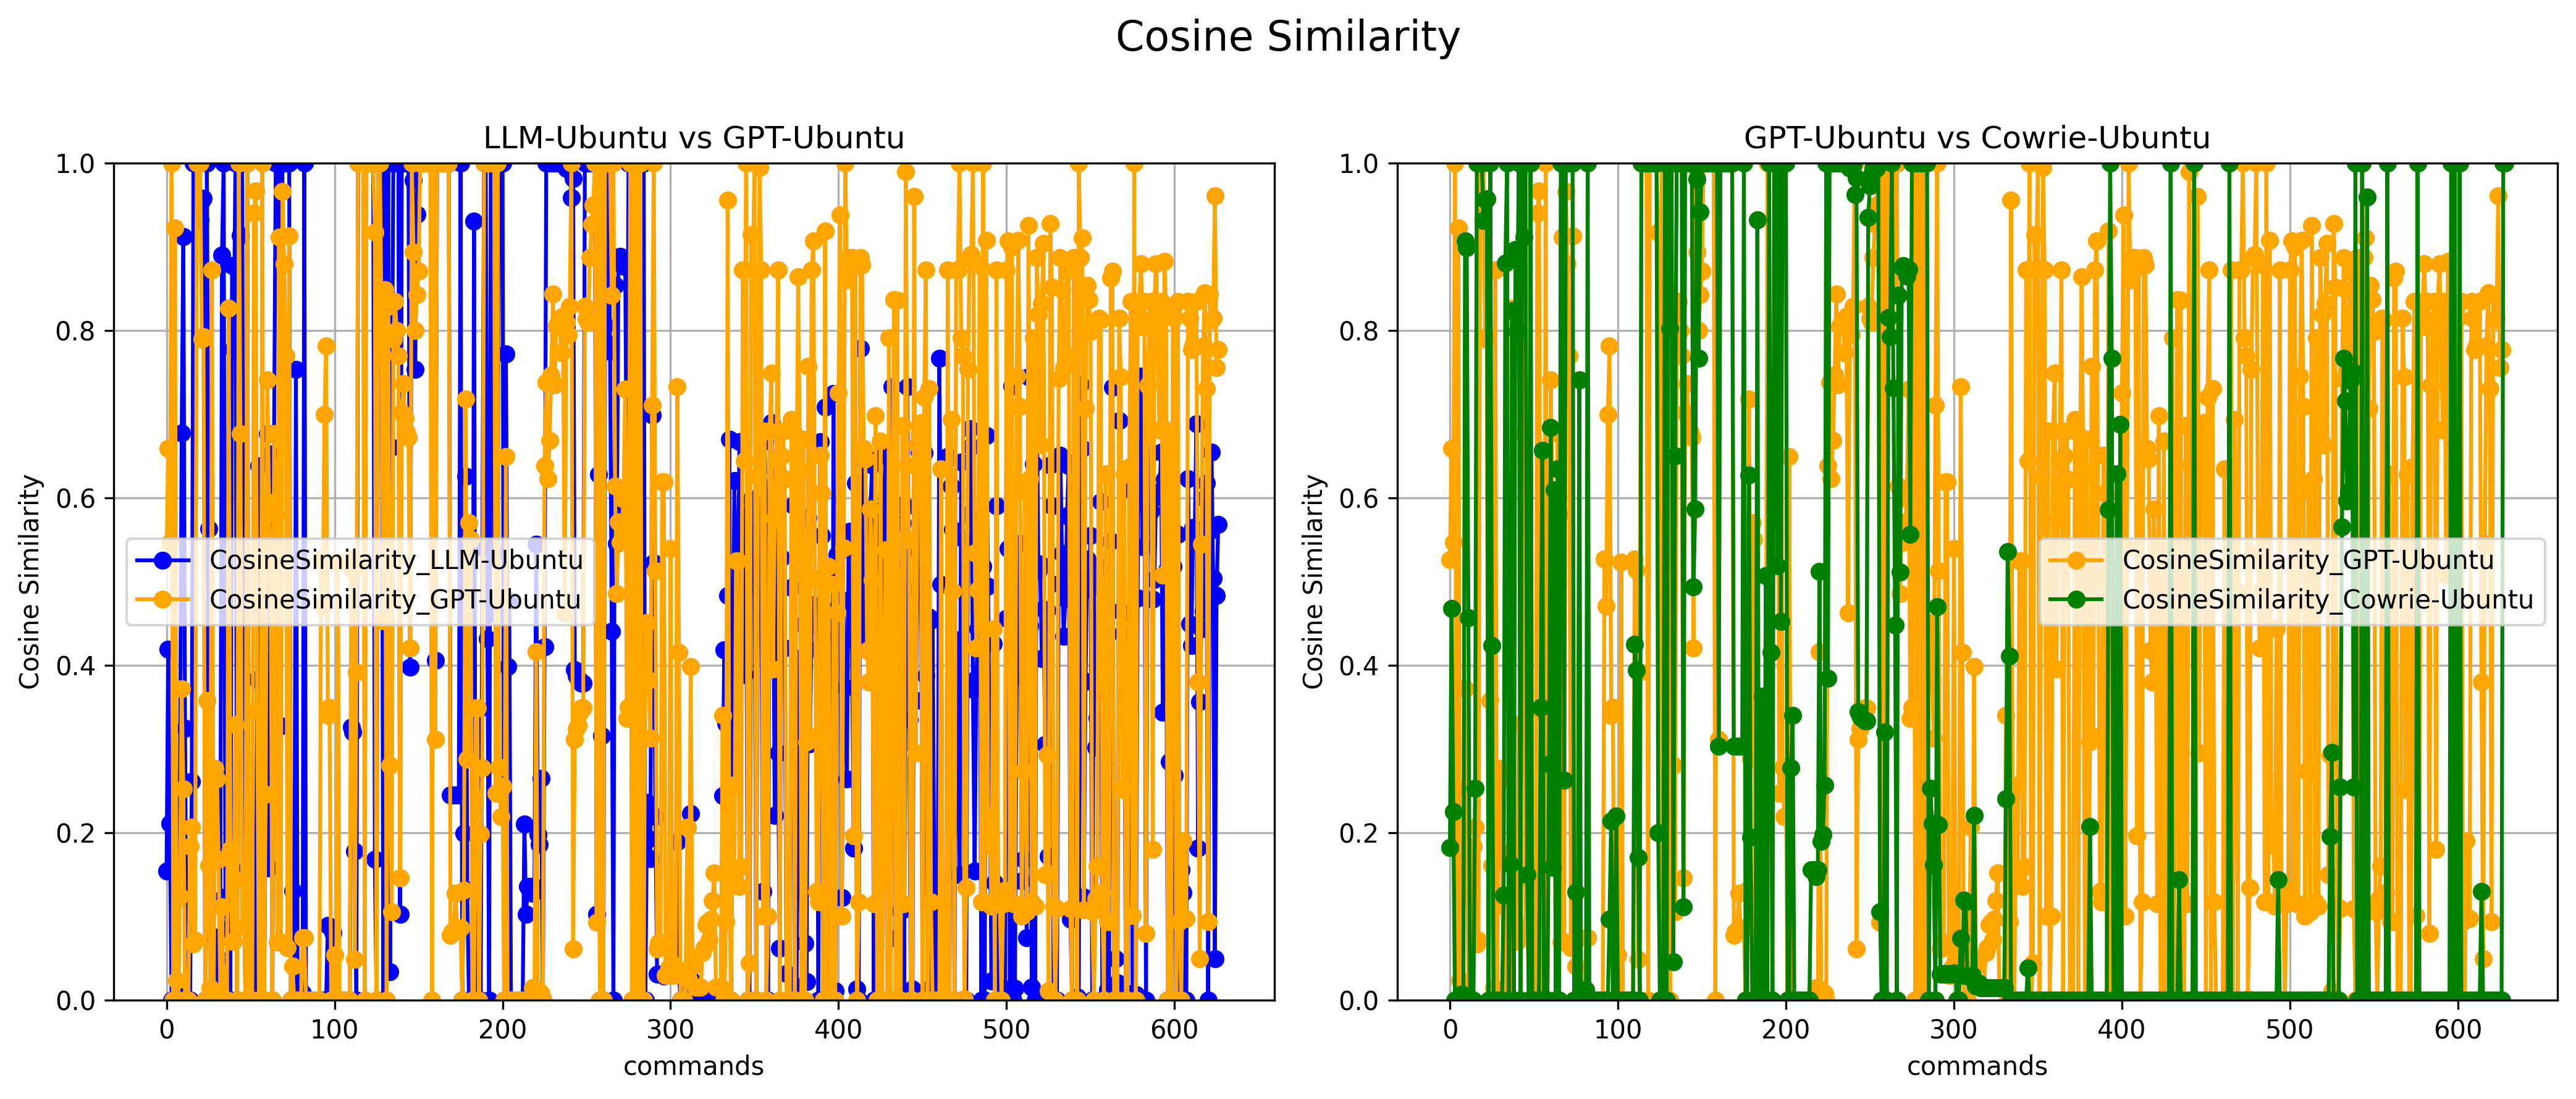 Cosine Similarity
LLM-Ubuntu vs GPT-Ubuntu
1.0
0.8
0.6
0.4
0.2
0.0
Cosine Similarity
CosineSimilarity_LLM-Ubuntu
CosineSimilarity_GPT-Ubuntu
0 100 200 300 400 500 600
commands
GPT-Ubuntu vs Cowrie-Ubuntu
1.0
0.8
0.6
0.4
0.2
0.0
Cosine Similarity
CosineSimilarity_GPT-Ubuntu
CosineSimilarity_Cowrie-Ubuntu
0 100 200 300 400 500 600
commands